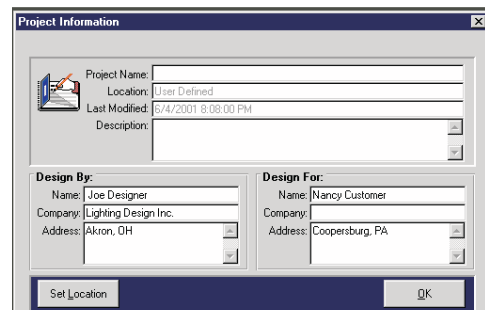 Project Information
Project Name:
Location: User Defined
Last Modified: 6/4/2001 8:08:00 PM
Description:
Design By:
Name: Joe Designer
Company: Lighting Design Inc.
Address: Akron, OH
Design For:
Name: Nancy Customer
Company:
Address: Coopersburg, PA
Set Location
OK